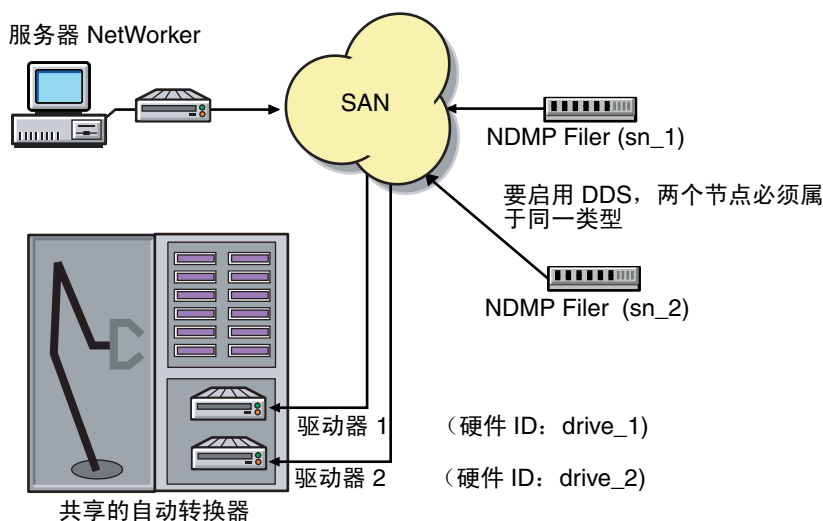 服务器 NetWorker
SAN
NDMP Filer (sn_1)
要启用 DDS，两个节点必须属
于同一类型
NDMP Filer (sn_2)
驱动器 1 （硬件 ID：drive_1)
驱动器 2 （硬件 ID：drive_2)
共享的自动转换器